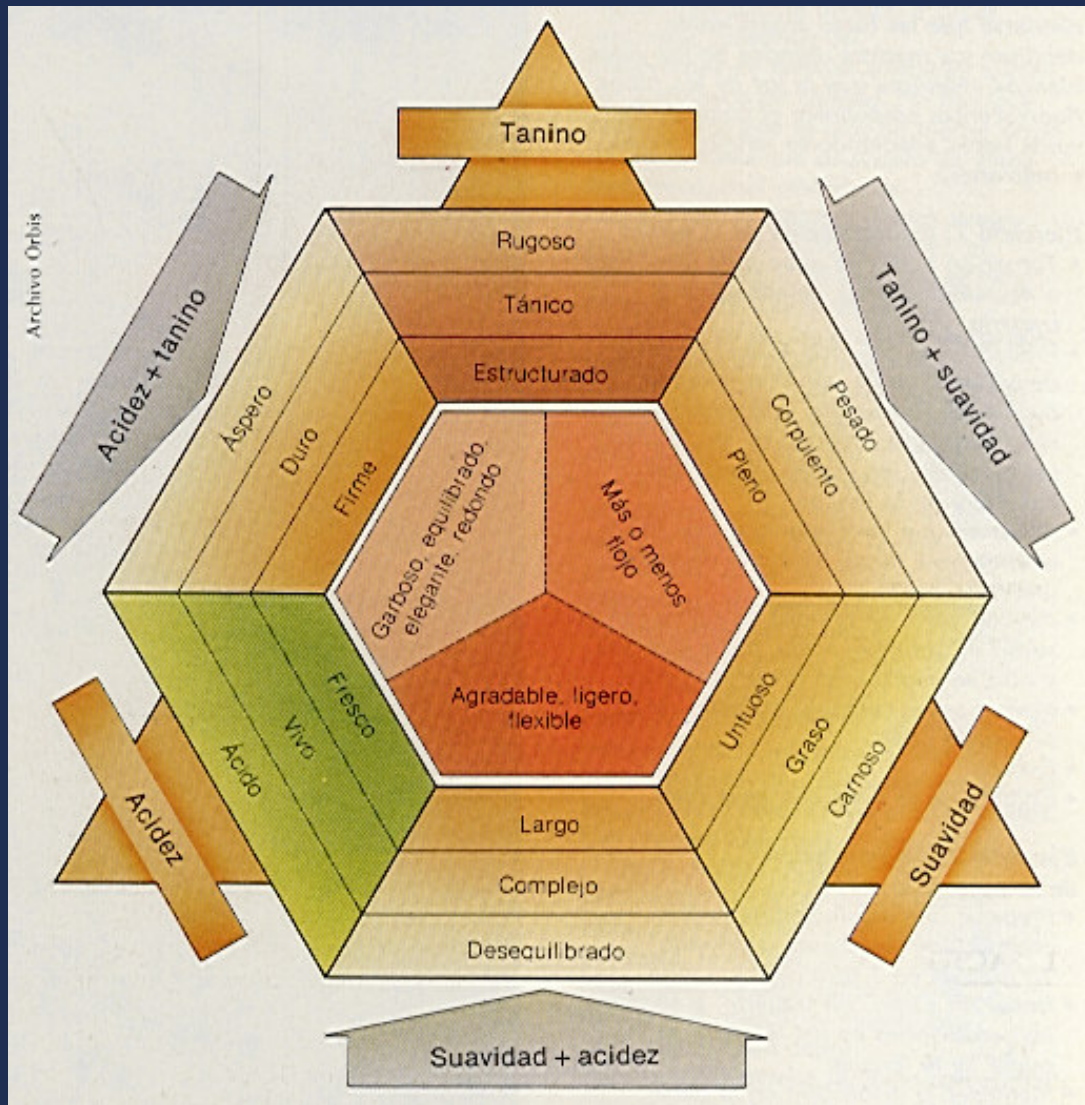 Tanino
Archivo Orbis
Acidez + tanino
Tanino + suavidad
Rugoso
Tánico
Estructurado
Áspero
Duro
Firme
Pleno
Corpulento
Pesado
Garboso, equilibrado,
elegante, redondo
Más o menos
flojo
Agradable, ligero,
flexible
Ácido
Vivo
Fresco
Untuoso
Graso
Carnoso
Acidez
Suavidad
Largo
Complejo
Desequilibrado
Suavidad + acidez